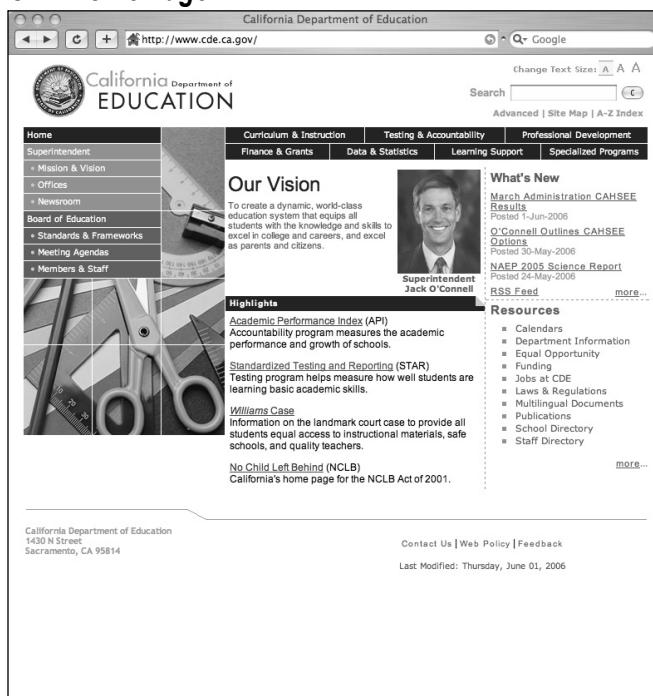 California Department of Education
http://www.cde.ca.gov/
Google
Change Text Size: A A A
California Department of
EDUCATION
Search
Advanced | Site Map | A-Z Index
Home
Superintendent
• Mission & Vision
• Offices
• Newsroom
Board of Education
• Standards & Frameworks
• Meeting Agendas
• Members & Staff
Curriculum & Instruction Testing & Accountability Professional Development
Finance & Grants Data & Statistics Learning Support Specialized Programs
Our Vision
To create a dynamic, world-class
education system that equips all
students with the knowledge and skills to
excel in college and careers, and excel
as parents and citizens.
Superintendent
Jack O'Connell
Highlights
Academic Performance Index (API)
Accountability program measures the academic
performance and growth of schools.
Standardized Testing and Reporting (STAR)
Testing program helps measure how well students are
learning basic academic skills.
Williams Case
Information on the landmark court case to provide all
students equal access to instructional materials, safe
schools, and quality teachers.
No Child Left Behind (NCLB)
California's home page for the NCLB Act of 2001.
What's New
March Administration CAHSEE
Results
Posted 1-Jun-2006
O'Connell Outlines CAHSEE
Options
Posted 30-May-2006
NAEP 2005 Science Report
Posted 24-May-2006
RSS Feed more...
Resources
Calendars
Department Information
Equal Opportunity
Funding
Jobs at CDE
Laws & Regulations
Multilingual Documents
Publications
School Directory
Staff Directory
more...
California Department of Education
1430 N Street
Sacramento, CA 95814
Contact Us | Web Policy | Feedback
Last Modified: Thursday, June 01, 2006